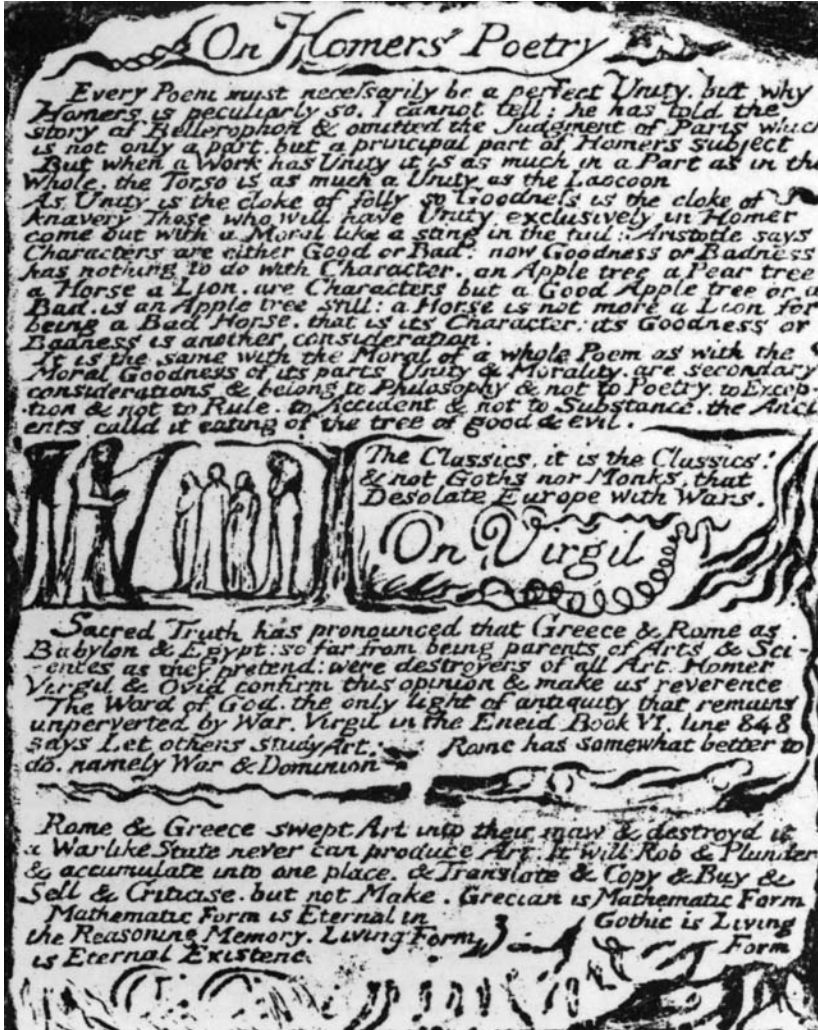 On Homers' Poetry
Every Poem must necessarily be a perfect Unity, but why
Homers is peculiarly so, I cannot tell: he has told the
story of Bellerophon & omitted the Judgment of Paris which
is not only a part, but a principal part of Homers subject
But when a Work has Unity it is as much in a Part as in the
Whole. the Torso is as much a Unity as the Laocoon
As Unity is the cloke of folly so Goodness is the cloke of
knavery Those who will have Unity exclusively in Homer
come out with a Moral like a sting in the tail: Aristotle says
Characters are either Good or Bad: now Goodness or Badness
has nothing to do with Character. an Apple tree a Pear tree
a Horse a Lion, are Characters but a Good Apple tree or a
Bad, is an Apple tree still: a Horse is not more a Lion for
being a Bad Horse. that is its Character; its Goodness or
Badness is another consideration.
It is the same with the Moral of a whole Poem as with the
Moral Goodness of its parts Unity & Morality, are secondary
considerations & belong to Philosophy & not to Poetry, to Excep-
-tion & not to Rule, to Accident & not to Substance. the Anci-
ents calld it eating of the tree of good & evil.
The Classics, it is the Classics!
& not Goths nor Monks, that
Desolate Europe with Wars.
On Virgil
Sacred Truth has pronounced that Greece & Rome as
Babylon & Egypt: so far from being parents of Arts & Sci-
ences as they pretend: were destroyers of all Art. Homer
Virgil & Ovid confirm this opinion & make us reverence
The Word of God, the only light of antiquity that remains
unperverted by War. Virgil in the Eneid Book VI. line 848
says Let others study Art: Rome has somewhat better to
do, namely War & Dominion
Rome & Greece swept Art into their maw & destroyd it
a Warlike State never can produce Art. It will Rob & Plunder
& accumulate into one place, & Translate & Copy & Buy &
Sell & Criticise, but not Make. Grecian is Mathematic Form
Mathematic Form is Eternal in Gothic is Living
the Reasoning Memory. Living Form Form
is Eternal Existence.